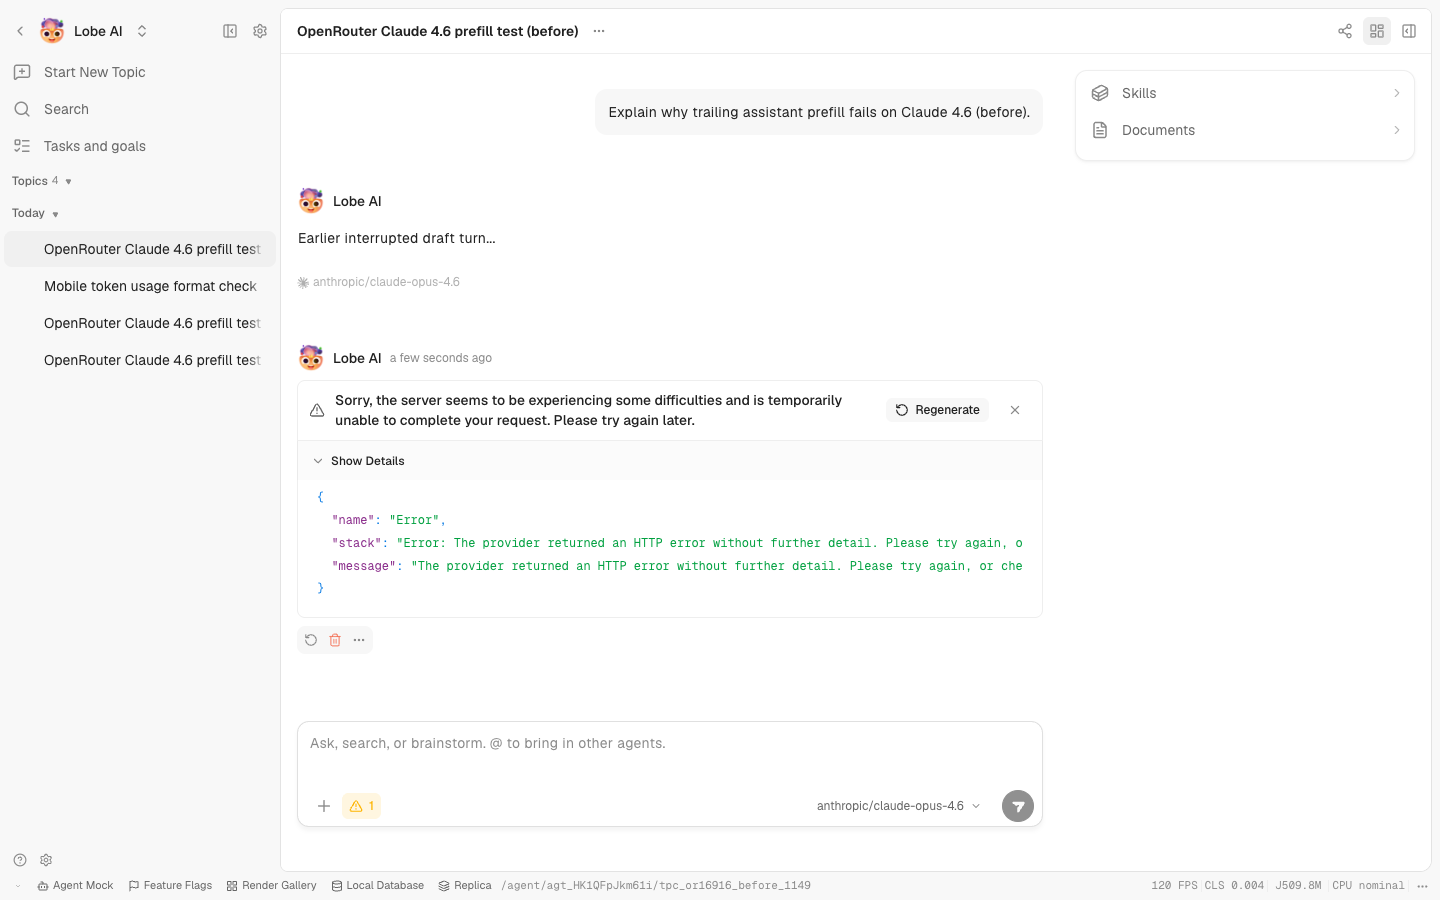 Lobe AI
Start New Topic
Search
Tasks and goals
Topics 4
Today
OpenRouter Claude 4.6 prefill test
Mobile token usage format check
OpenRouter Claude 4.6 prefill test
OpenRouter Claude 4.6 prefill test
OpenRouter Claude 4.6 prefill test (before)
Skills
Documents
Explain why trailing assistant prefill fails on Claude 4.6 (before).
Lobe AI
Earlier interrupted draft turn...
anthropic/claude-opus-4.6
Lobe AI a few seconds ago
Sorry, the server seems to be experiencing some difficulties and is temporarily
unable to complete your request. Please try again later.
Regenerate
Show Details
{
"name": "Error",
"stack": "Error: The provider returned an HTTP error without further detail. Please try again, o
"message": "The provider returned an HTTP error without further detail. Please try again, or che
}
Ask, search, or brainstorm. @ to bring in other agents.
1
anthropic/claude-opus-4.6
Agent Mock Feature Flags Render Gallery Local Database Replica /agent/agt_HK1QFpJkm61i/tpc_or16916_before_1149 120 FPS CLS 0.004 J509.8M CPU nominal